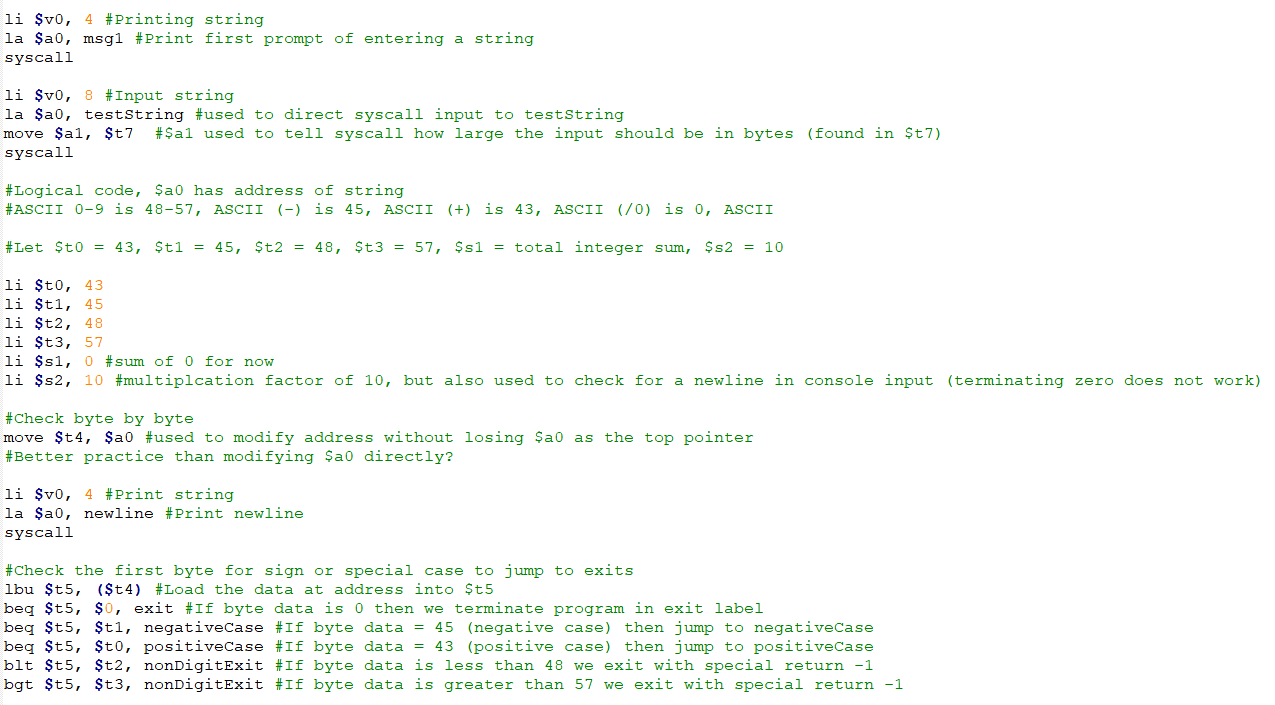 li $v0, 4 #Printing string
la $a0, msg1 #Print first prompt of entering a string
syscall
li $v0, 8 #Input string
la $a0, testString #used to direct syscall input to testString
move $a1, $t7  #$a1 used to tell syscall how large the input should be in bytes (found in $t7)
syscall
#Logical code, $a0 has address of string
#ASCII 0-9 is 48-57, ASCII (-) is 45, ASCII (+) is 43, ASCII (/0) is 0, ASCII
#Let $t0 = 43, $t1 = 45, $t2 = 48, $t3 = 57, $s1 = total integer sum, $s2 = 10
li $t0, 43
li $t1, 45
li $t2, 48
li $t3, 57
li $s1, 0 #sum of 0 for now
li $s2, 10 #multiplcation factor of 10, but also used to check for a newline in console input (terminating zero does not work)
#Check byte by byte
move $t4, $a0 #used to modify address without losing $a0 as the top pointer
#Better practice than modifying $a0 directly?
li $v0, 4 #Print string
la $a0, newline #Print newline
syscall
#Check the first byte for sign or special case to jump to exits
lbu $t5, ($t4) #Load the data at address into $t5
beq $t5, $0, exit #If byte data is 0 then we terminate program in exit label
beq $t5, $t1, negativeCase #If byte data = 45 (negative case) then jump to negativeCase
beq $t5, $t0, positiveCase #If byte data = 43 (positive case) then jump to positiveCase
blt $t5, $t2, nonDigitExit #If byte data is less than 48 we exit with special return -1
bgt $t5, $t3, nonDigitExit #If byte data is greater than 57 we exit with special return -1